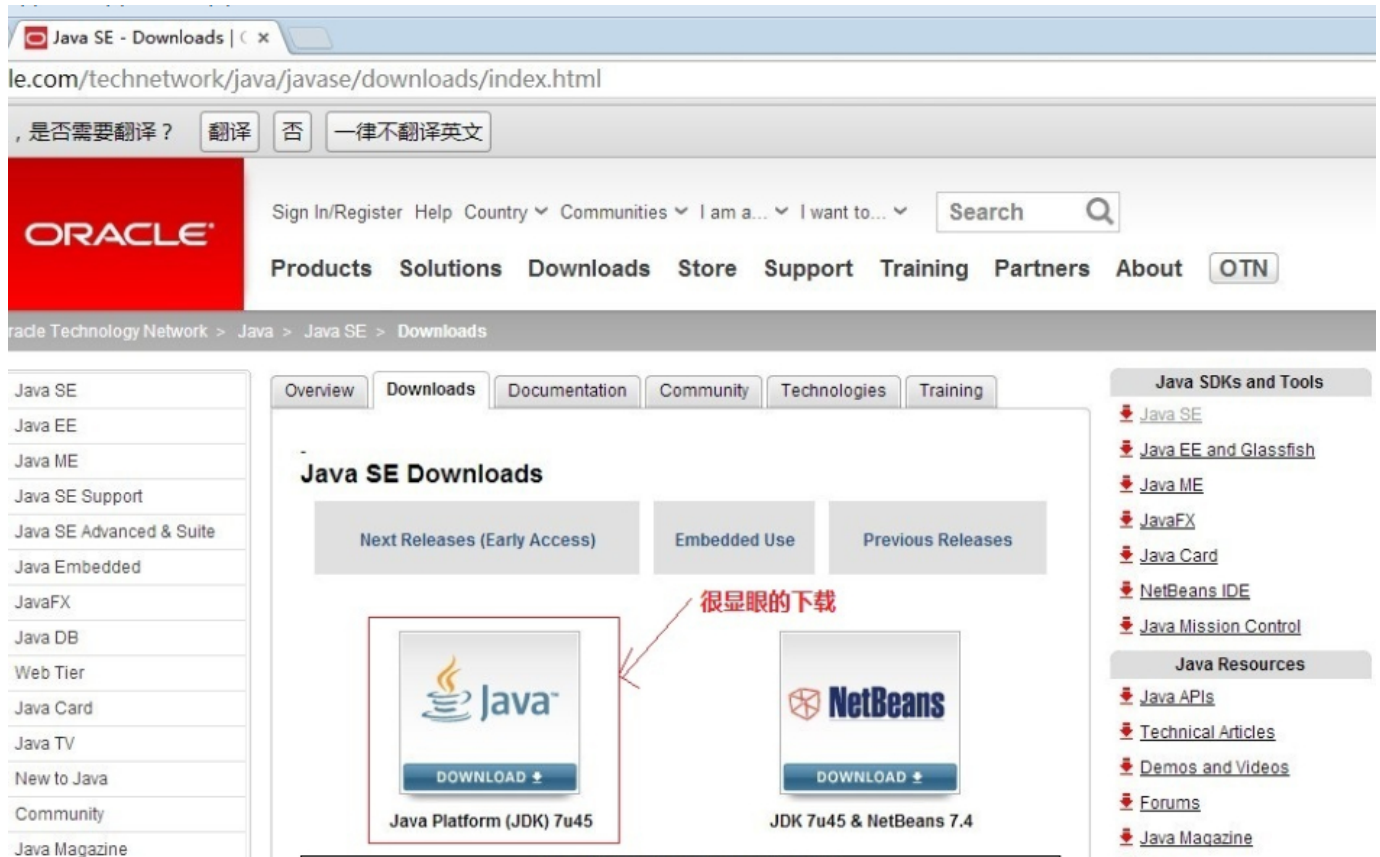 Java SE - Downloads |
le.com/technetwork/java/javase/downloads/index.html
，是否需要翻译？ 翻译 否 一律不翻译英文
ORACLE
Sign In/Register Help Country Communities I am a... I want to... Search
Products Solutions Downloads Store Support Training Partners About OTN
racle Technology Network > Java > Java SE > Downloads
Java SE
Java EE
Java ME
Java SE Support
Java SE Advanced & Suite
Java Embedded
JavaFX
Java DB
Web Tier
Java Card
Java TV
New to Java
Community
Java Magazine
Overview Downloads Documentation Community Technologies Training
Java SE Downloads
Next Releases (Early Access) Embedded Use Previous Releases
很显眼的下载
Java
DOWNLOAD
Java Platform (JDK) 7u45
NetBeans
DOWNLOAD
JDK 7u45 & NetBeans 7.4
Java SDKs and Tools
Java SE
Java EE and Glassfish
Java ME
JavaFX
Java Card
NetBeans IDE
Java Mission Control
Java Resources
Java APIs
Technical Articles
Demos and Videos
Forums
Java Magazine